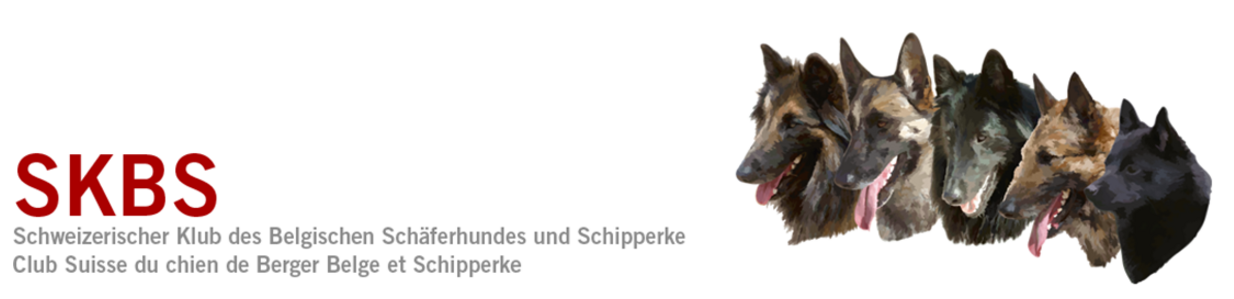 SKBS
Schweizerischer Klub des Belgischen Schäferhundes und Schipperke
Club Suisse du chien de Berger Belge et Schipperke